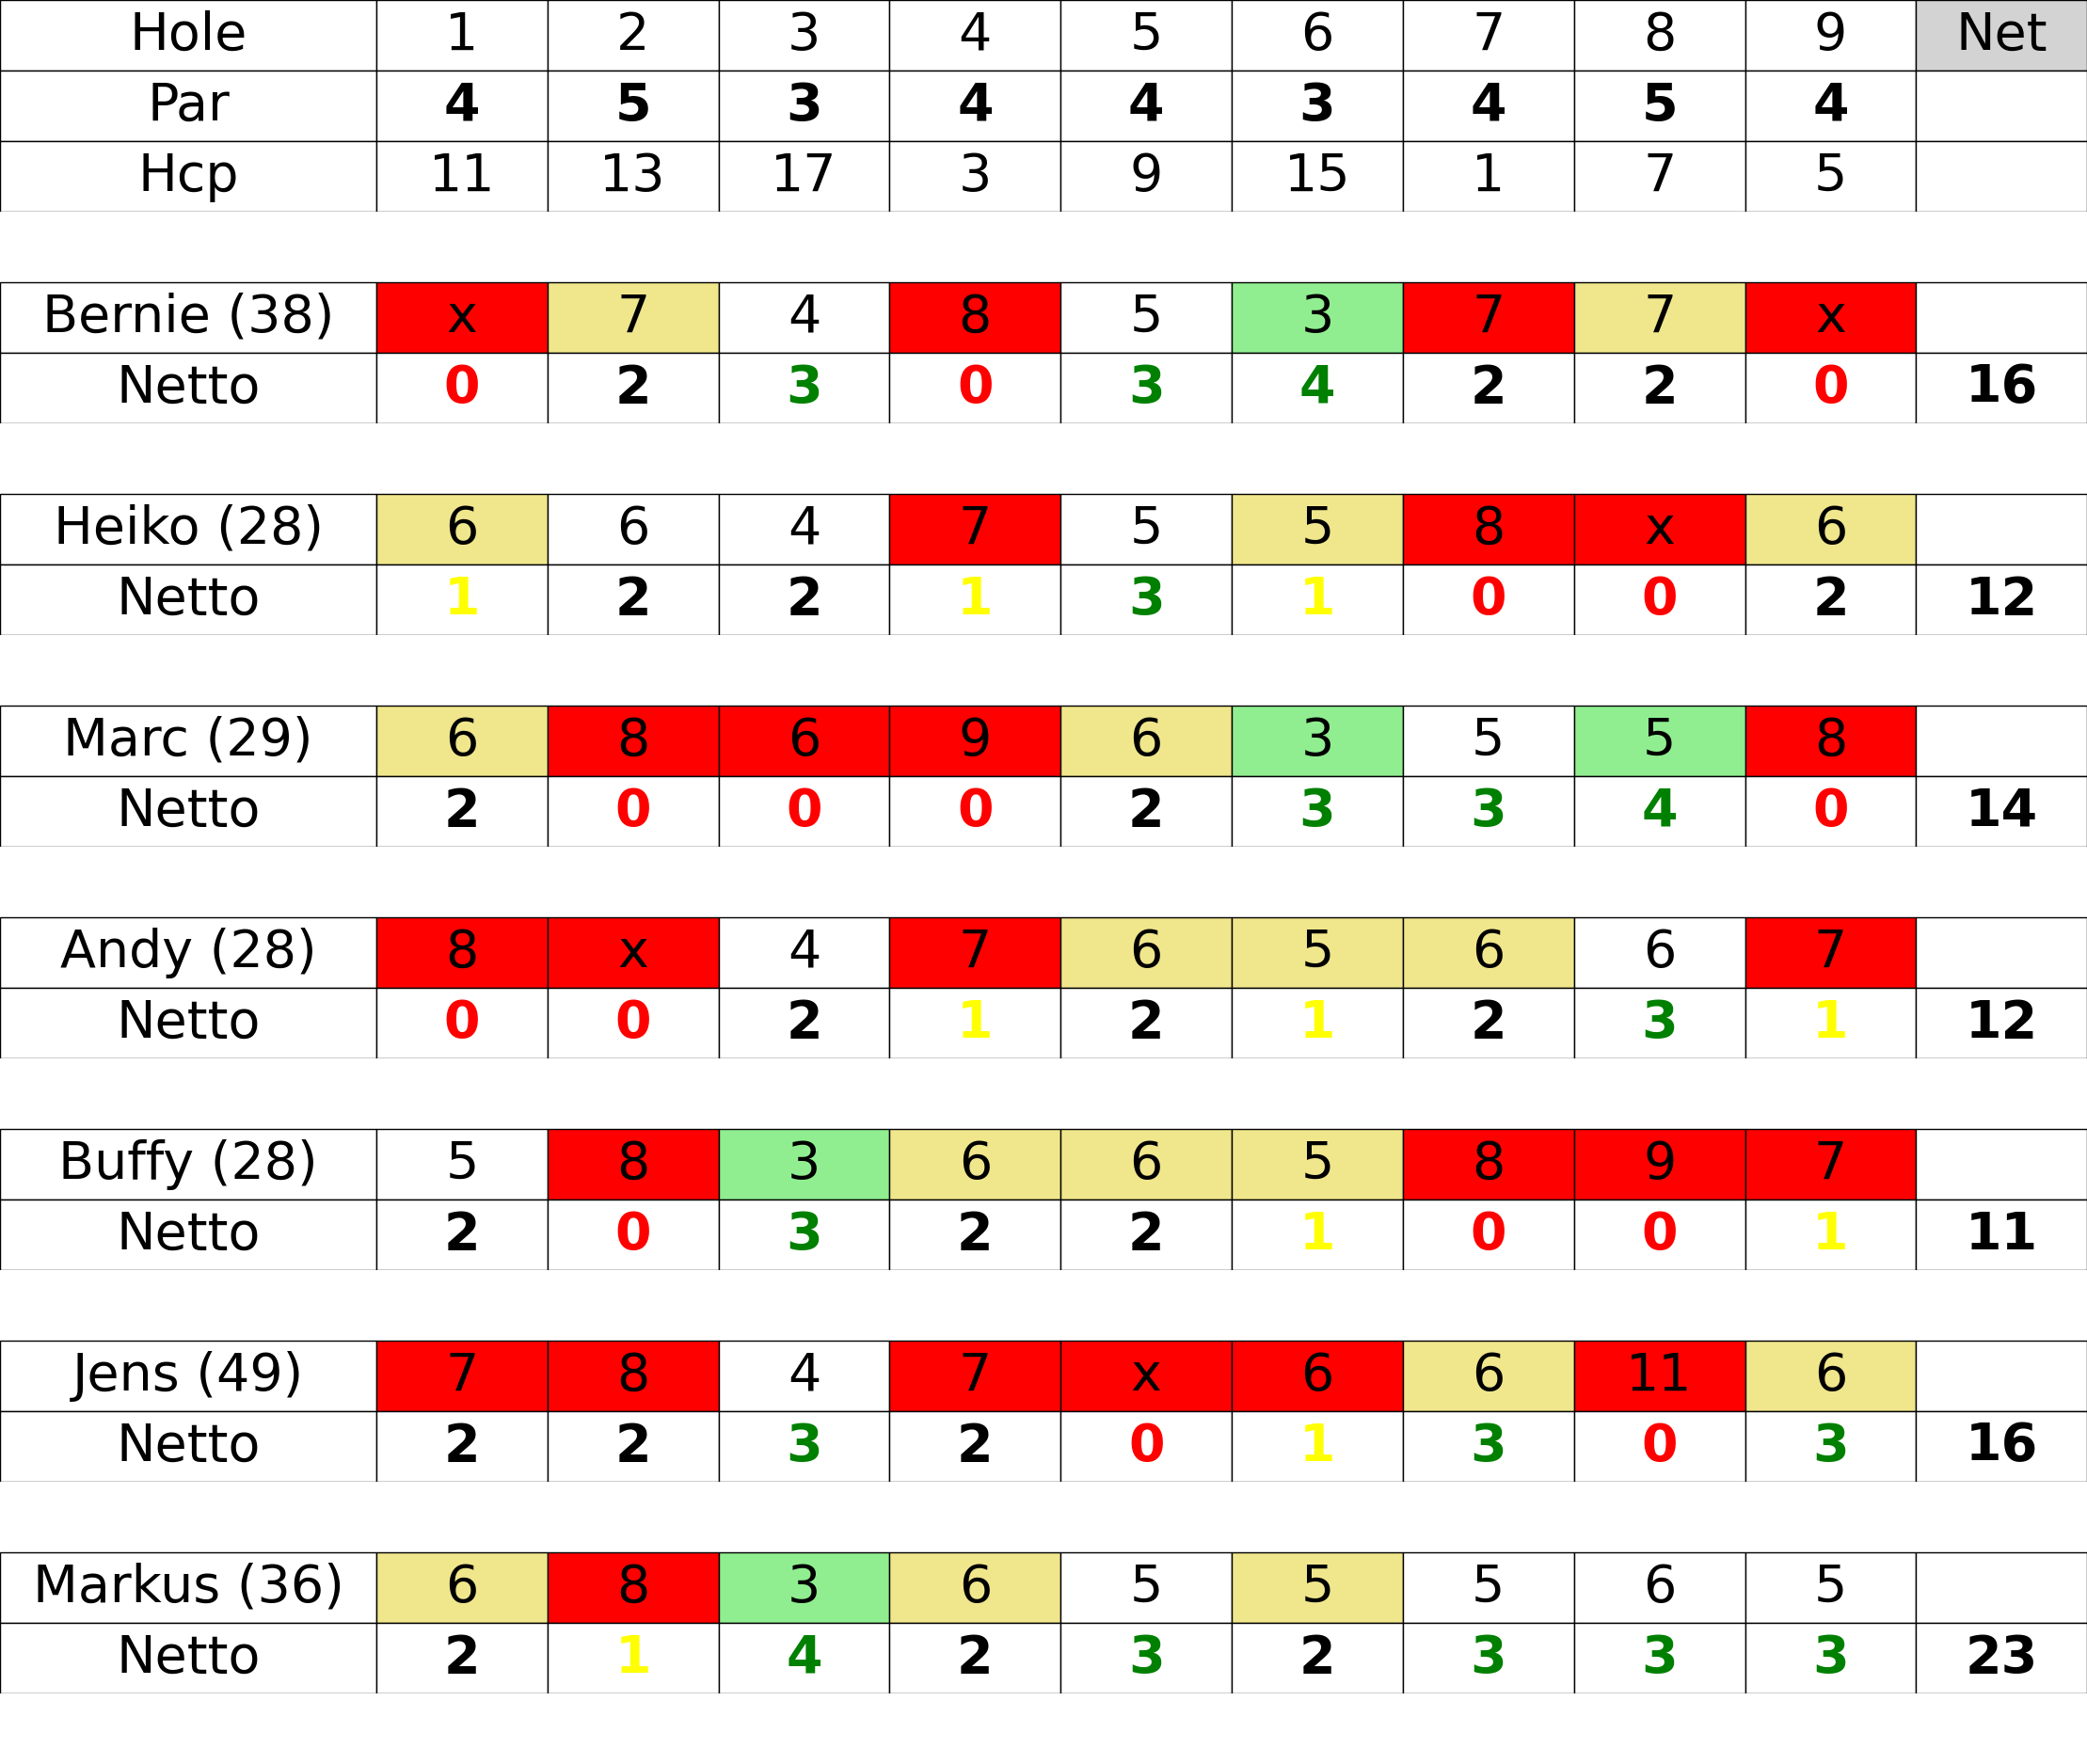 Hole 1 2 3 4 5 6 7 8 9 Net
Par 4 5 3 4 4 3 4 5 4
Hcp 11 13 17 3 9 15 1 7 5
Bernie (38) x 7 4 8 5 3 7 7 x
Netto 0 2 3 0 3 4 2 2 0 16
Heiko (28) 6 6 4 7 5 5 8 x 6
Netto 1 2 2 1 3 1 0 0 2 12
Marc (29) 6 8 6 9 6 3 5 5 8
Netto 2 0 0 0 2 3 3 4 0 14
Andy (28) 8 x 4 7 6 5 6 6 7
Netto 0 0 2 1 2 1 2 3 1 12
Buffy (28) 5 8 3 6 6 5 8 9 7
Netto 2 0 3 2 2 1 0 0 1 11
Jens (49) 7 8 4 7 x 6 6 11 6
Netto 2 2 3 2 0 1 3 0 3 16
Markus (36) 6 8 3 6 5 5 5 6 5
Netto 2 1 4 2 3 2 3 3 3 23